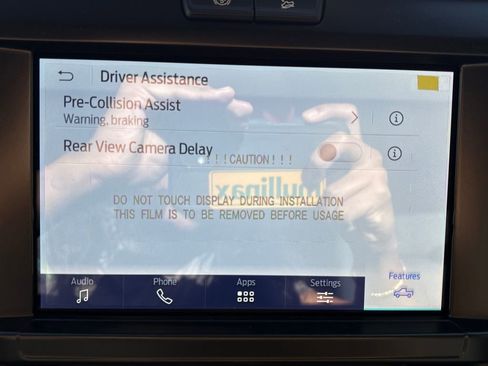 Driver Assistance
Pre-Collision Assist
Warning, braking
Rear View Camera Delay
!!!CAUTION!!!
mullinax
DO NOT TOUCH DISPLAY DURING INSTALLATION
THIS FILM IS TO BE REMOVED BEFORE USAGE
Audio
Phone
Apps
Settings
Features